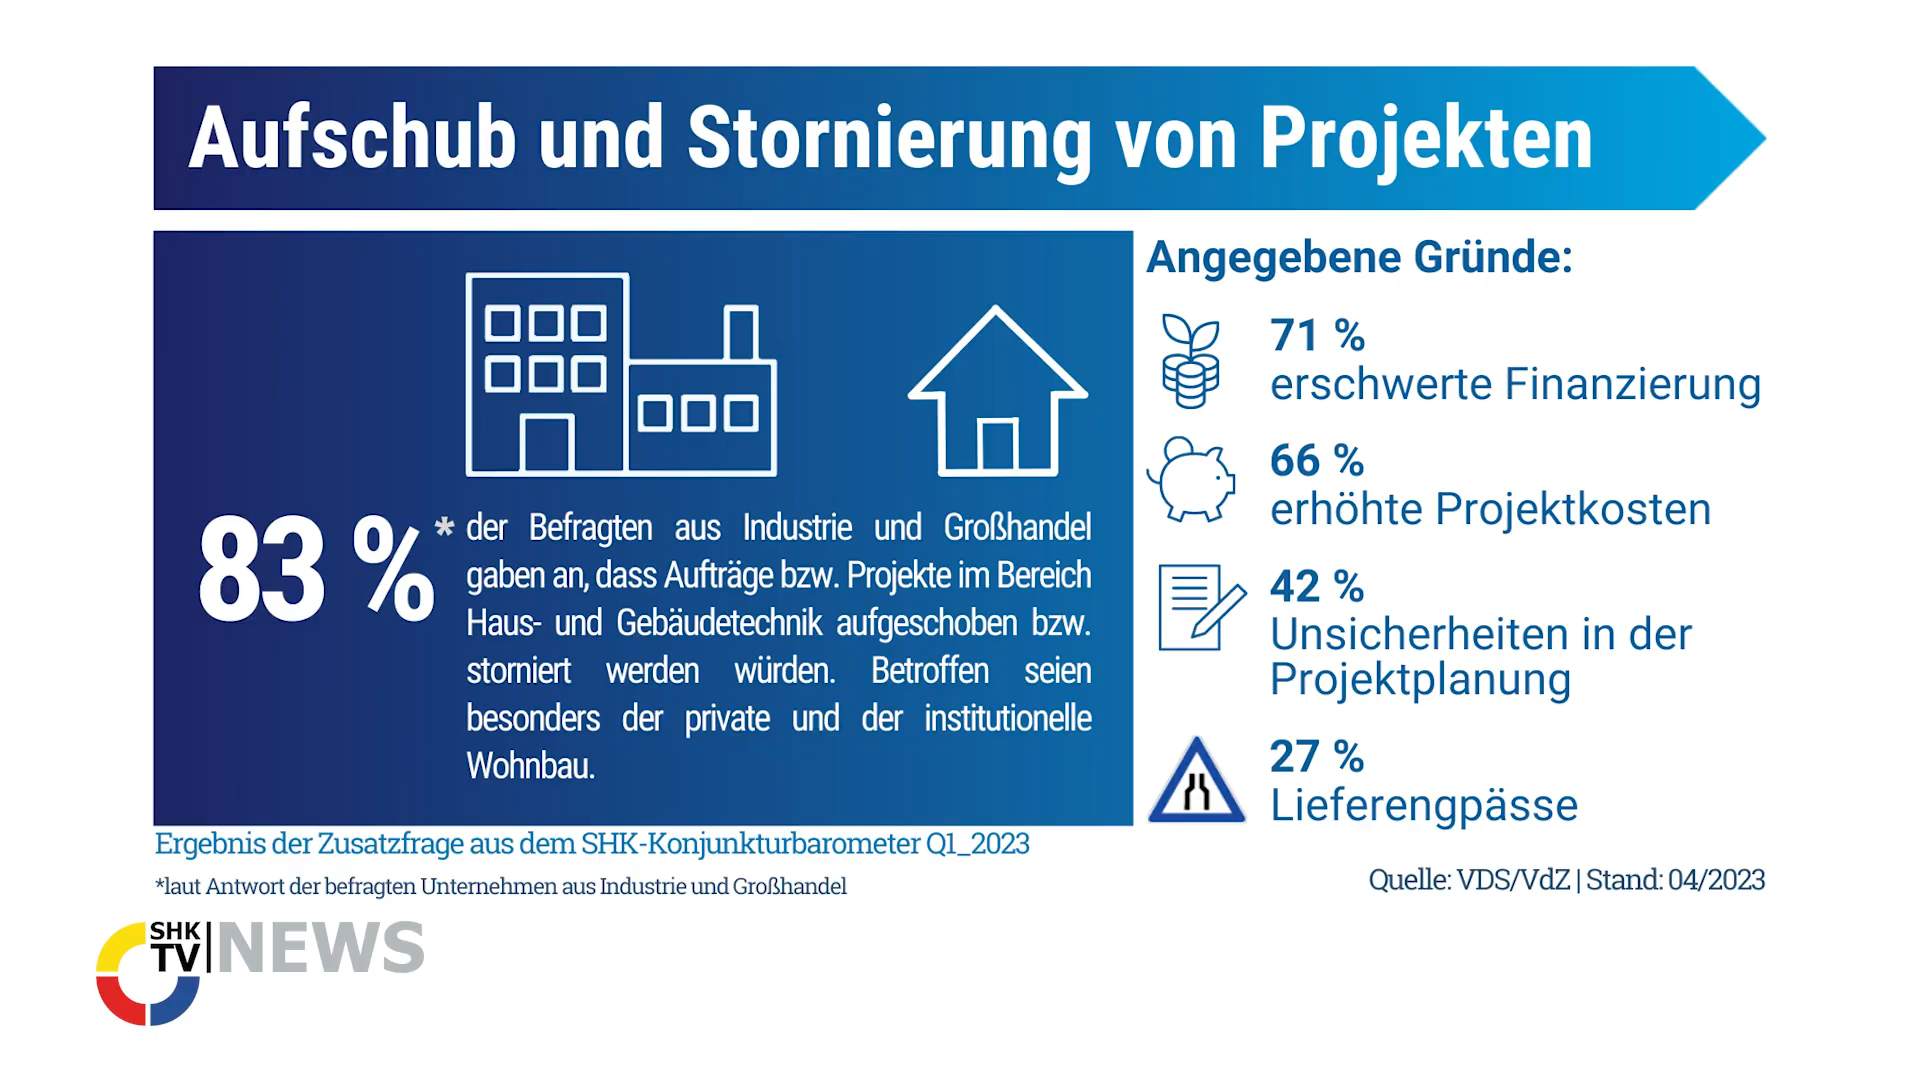 Aufschub und Stornierung von Projekten
83 %*
der Befragten aus Industrie und Großhandel
gaben an, dass Aufträge bzw. Projekte im Bereich
Haus- und Gebäudetechnik aufgeschoben bzw.
storniert werden würden. Betroffen seien
besonders der private und der institutionelle
Wohnbau.
Angegebene Gründe:
71 %
erschwerte Finanzierung
66 %
erhöhte Projektkosten
42 %
Unsicherheiten in der
Projektplanung
27 %
Lieferengpässe
Ergebnis der Zusatzfrage aus dem SHK-Konjunkturbarometer Q1_2023
*laut Antwort der befragten Unternehmen aus Industrie und Großhandel
Quelle: VDS/VdZ | Stand: 04/2023
SHK
TV|NEWS